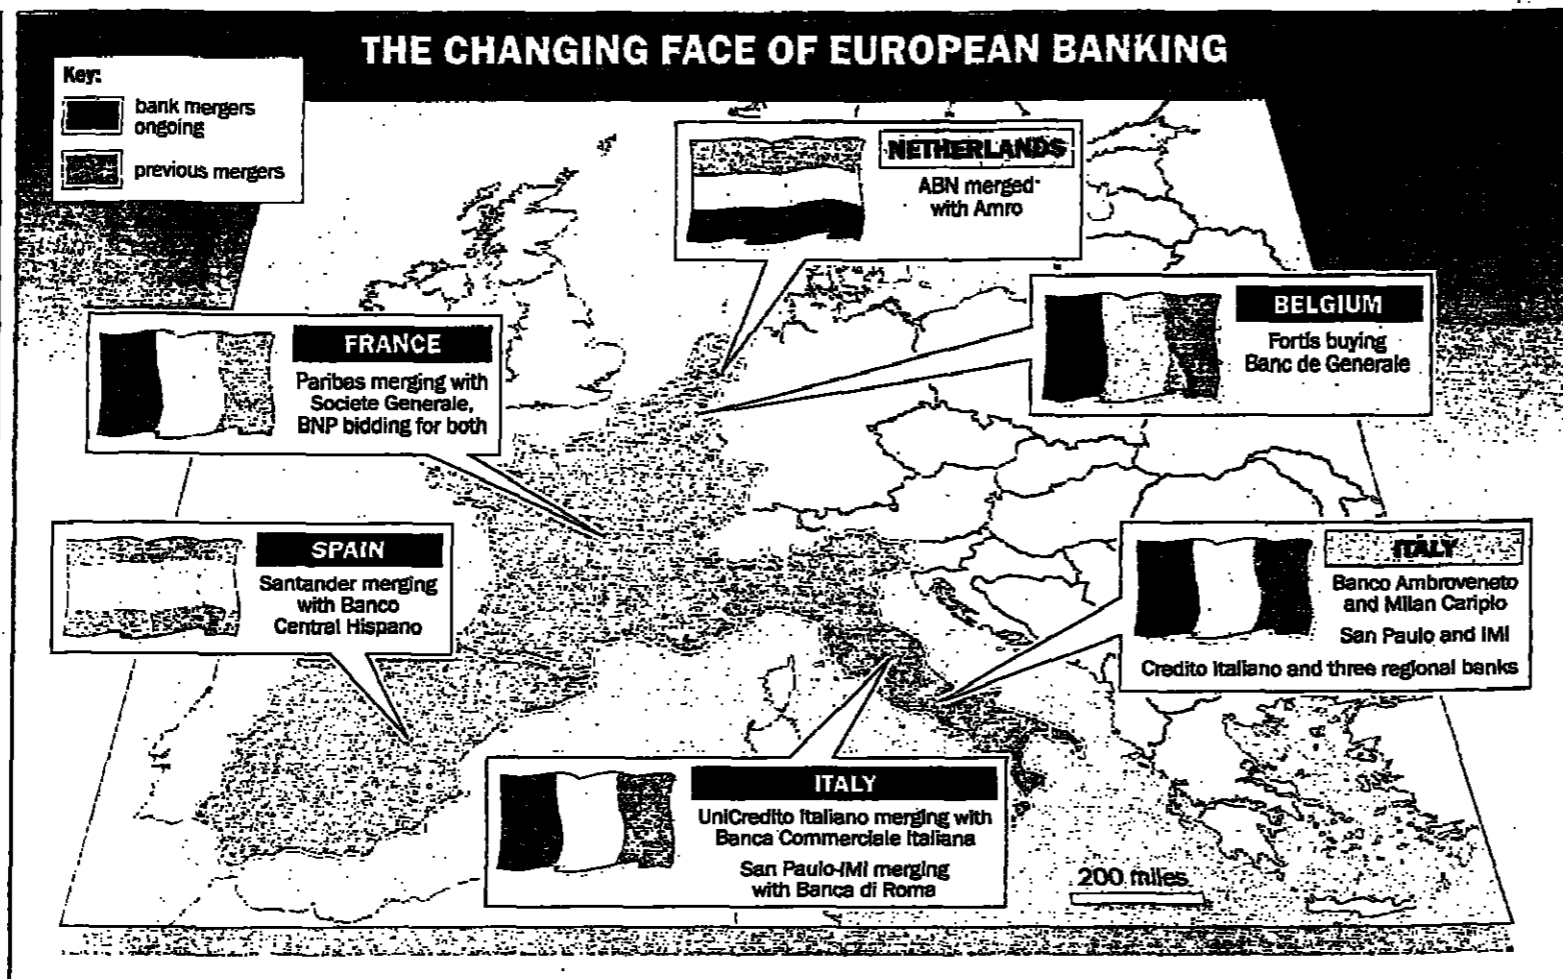 THE CHANGING FACE OF EUROPEAN BANKING
Key:
bank mergers
ongoing
previous mergers
NETHERLANDS
ABN merged
with Amro
BELGIUM
Fortis buying
Banc de Generale
FRANCE
Paribas merging with
Societe Generale,
BNP bidding for both
SPAIN
Santander merging
with Banco
Central Hispano
ITALY
Banco Ambroveneto
and Milan Cariplo
San Paulo and IMI
Credito Italiano and three regional banks
ITALY
UniCredito Italiano merging with
Banca Commerciale Italiana
San Paulo-IMI merging
with Banca di Roma
200 miles